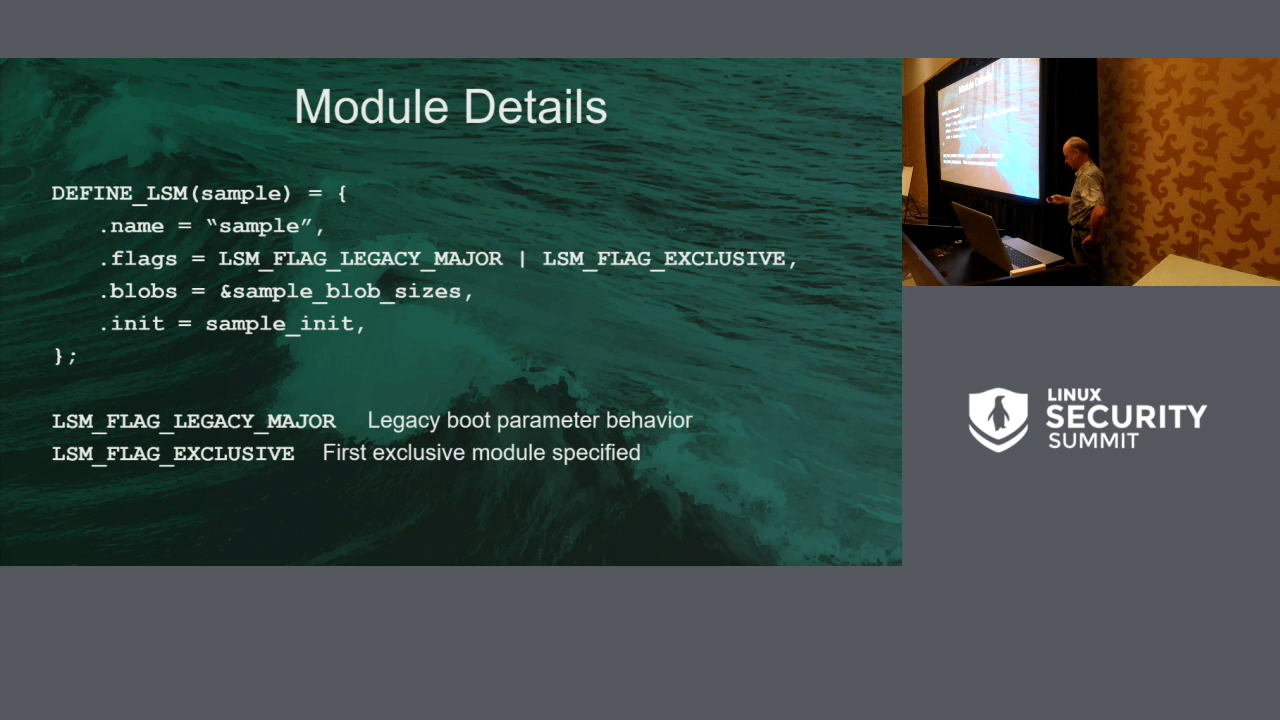 Module Details
DEFINE_LSM(sample) = {
.name = “sample”,
.flags = LSM_FLAG_LEGACY_MAJOR | LSM_FLAG_EXCLUSIVE,
.blobs = &sample_blob_sizes,
.init = sample_init,
};
LSM_FLAG_LEGACY_MAJOR Legacy boot parameter behavior
LSM_FLAG_EXCLUSIVE First exclusive module specified
LINUX
SECURITY
SUMMIT